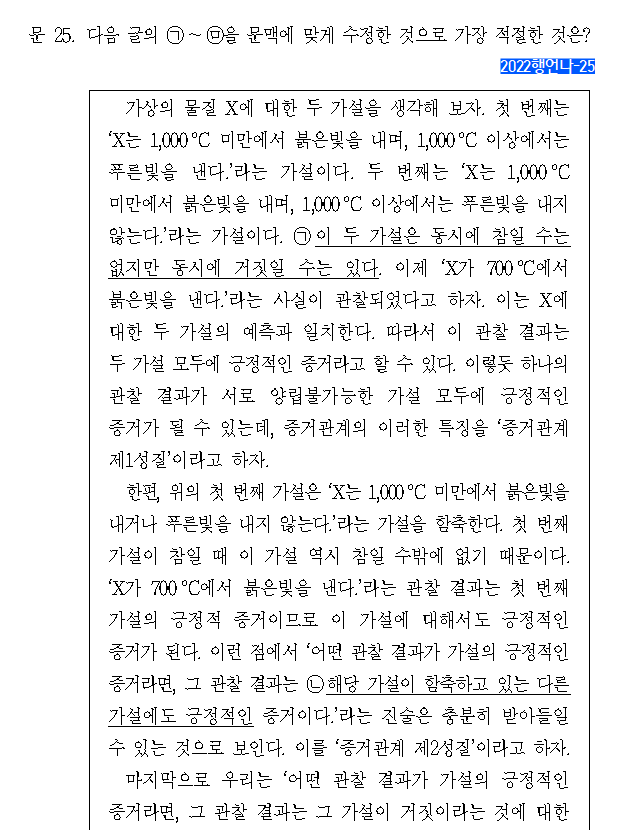 문 25. 다음 글의 ㉠ ~ ㉤을 문맥에 맞게 수정한 것으로 가장 적절한 것은?
2022행언나-25
가상의 물질 X에 대한 두 가설을 생각해 보자. 첫 번째는
‘X는 1,000 ℃ 미만에서 붉은빛을 내며, 1,000 ℃ 이상에서는
푸른빛을 낸다.’라는 가설이다. 두 번째는 ‘X는 1,000 ℃
미만에서 붉은빛을 내며, 1,000 ℃ 이상에서는 푸른빛을 내지
않는다.’라는 가설이다. ㉠이 두 가설은 동시에 참일 수는
없지만 동시에 거짓일 수는 있다. 이제 ‘X가 700 ℃에서
붉은빛을 낸다.’라는 사실이 관찰되었다고 하자. 이는 X에
대한 두 가설의 예측과 일치한다. 따라서 이 관찰 결과는
두 가설 모두에 긍정적인 증거라고 할 수 있다. 이렇듯 하나의
관찰 결과가 서로 양립불가능한 가설 모두에 긍정적인
증거가 될 수 있는데, 증거관계의 이러한 특징을 ‘증거관계
제1성질’이라고 하자.
한편, 위의 첫 번째 가설은 ‘X는 1,000 ℃ 미만에서 붉은빛을
내거나 푸른빛을 내지 않는다.’라는 가설을 함축한다. 첫 번째
가설이 참일 때 이 가설 역시 참일 수밖에 없기 때문이다.
‘X가 700 ℃에서 붉은빛을 낸다.’라는 관찰 결과는 첫 번째
가설의 긍정적 증거이므로 이 가설에 대해서도 긍정적인
증거가 된다. 이런 점에서 ‘어떤 관찰 결과가 가설의 긍정적인
증거라면, 그 관찰 결과는 ㉡해당 가설이 함축하고 있는 다른
가설에도 긍정적인 증거이다.’라는 진술은 충분히 받아들일
수 있는 것으로 보인다. 이를 ‘증거관계 제2성질’이라고 하자.
마지막으로 우리는 ‘어떤 관찰 결과가 가설의 긍정적인
증거라면, 그 관찰 결과는 그 가설이 거짓이라는 것에 대한